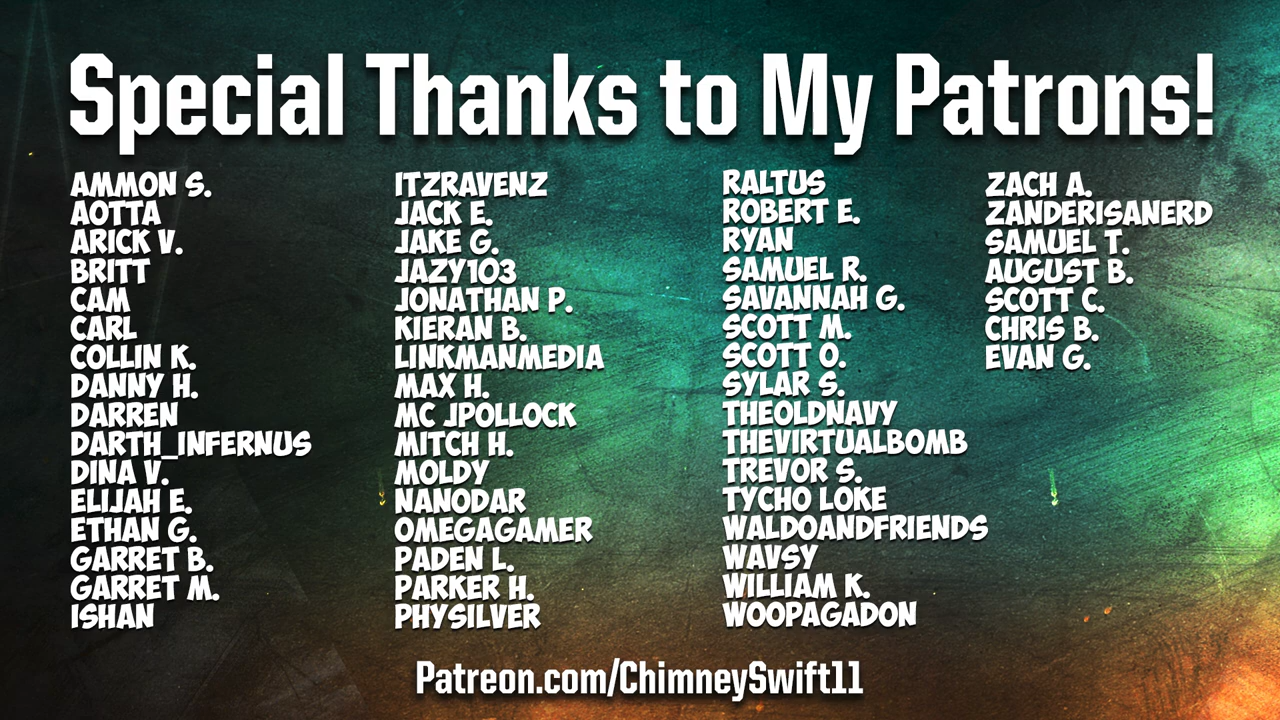 Special Thanks to My Patrons!
AMMON S.
AOTTA
ARICK V.
BRITT
CAM
CARL
COLLIN K.
DANNY H.
DARREN
DARTH_INFERNUS
DINA V.
ELIJAH E.
ETHAN G.
GARRET B.
GARRET M.
ISHAN
ITZRAVENZ
JACK E.
JAKE G.
JAZY103
JONATHAN P.
KIERAN B.
LINKMANMEDIA
MAX H.
MC JPOLLOCK
MITCH H.
MOLDY
NANODAR
OMEGAGAMER
PADEN L.
PARKER H.
PHYSILVER
RALTUS
ROBERT E.
RYAN
SAMUEL R.
SAVANNAH G.
SCOTT M.
SCOTT O.
SYLAR S.
THEOLDNAVY
THEVIRTUALBOMB
TREVOR S.
TYCHO LOKE
WALDOANDFRIENDS
WAVSY
WILLIAM K.
WOOPAGADON
ZACH A.
ZANDERISANERD
SAMUEL T.
AUGUST B.
SCOTT C.
CHRIS B.
EVAN G.
Patreon.com/ChimneySwift11